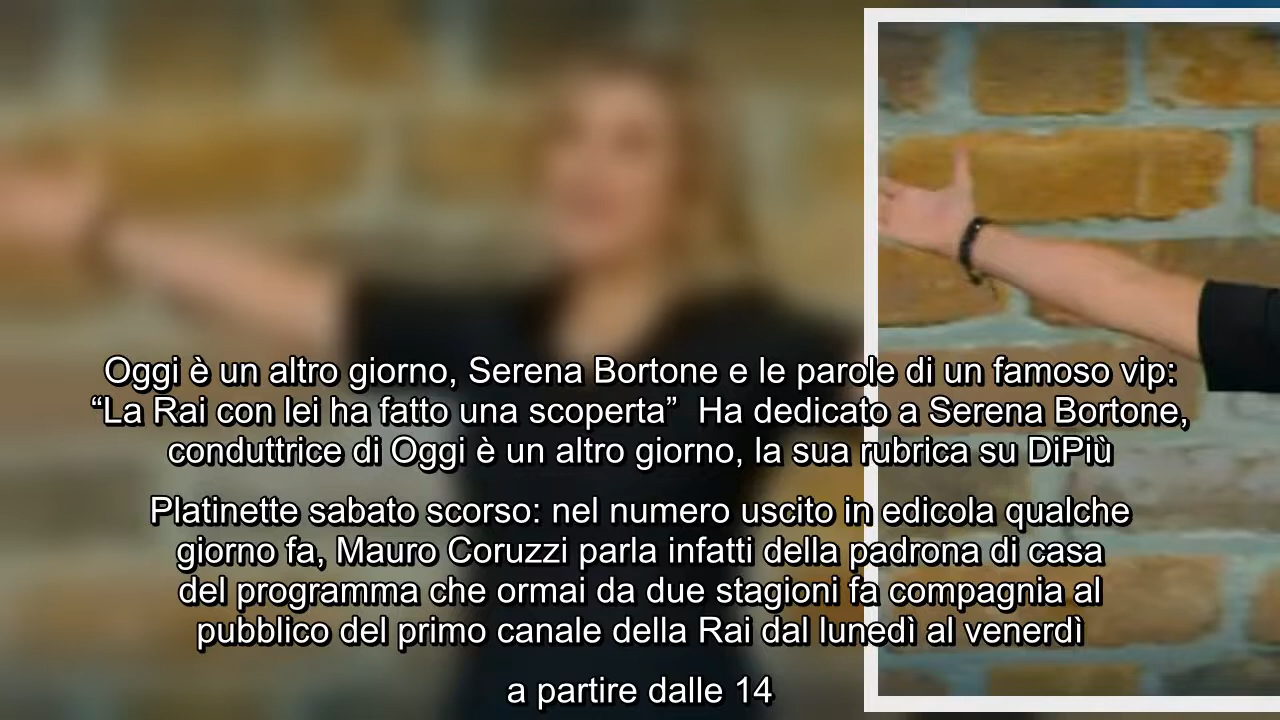 Oggi è un altro giorno, Serena Bortone e le parole di un famoso vip:
“La Rai con lei ha fatto una scoperta”  Ha dedicato a Serena Bortone,
conduttrice di Oggi è un altro giorno, la sua rubrica su DiPiù
Platinette sabato scorso: nel numero uscito in edicola qualche
giorno fa, Mauro Coruzzi parla infatti della padrona di casa
del programma che ormai da due stagioni fa compagnia al
pubblico del primo canale della Rai dal lunedì al venerdì
a partire dalle 14